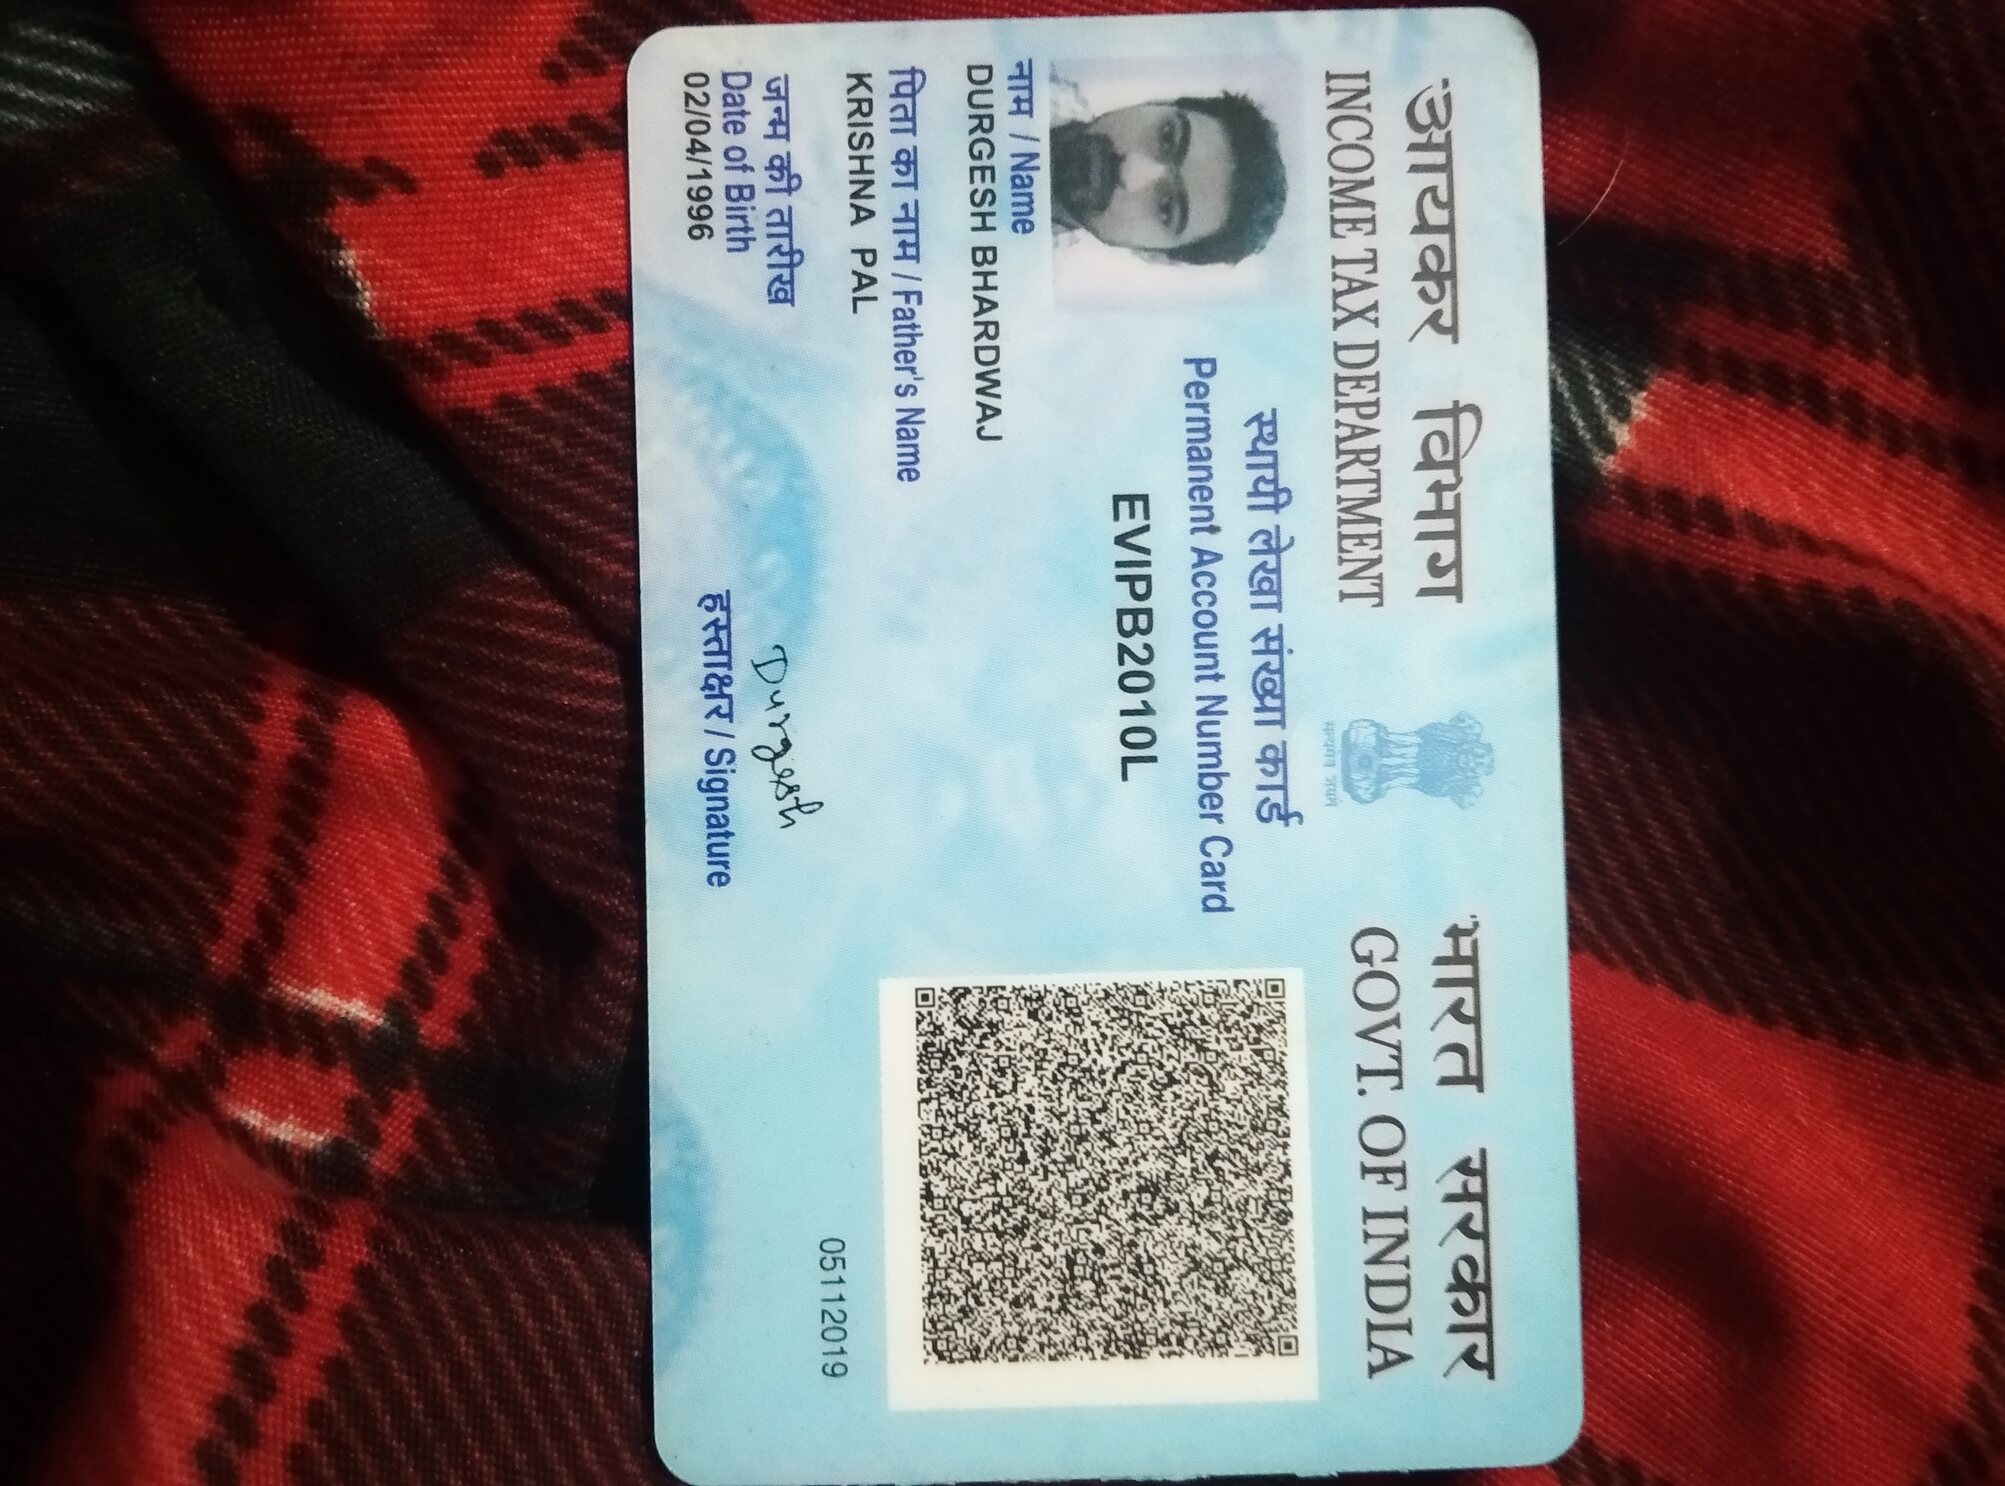 आयकर विभाग
INCOME TAX DEPARTMENT
भारत सरकार
GOVT. OF INDIA
सत्यमेव जयते
स्थायी लेखा संख्या कार्ड
Permanent Account Number Card
EVIPB2010L
नाम / Name
DURGESH BHARDWAJ
पिता का नाम / Father's Name
KRISHNA PAL
जन्म की तारीख
Date of Birth
02/04/1996
Durgesh
हस्ताक्षर / Signature
05112019